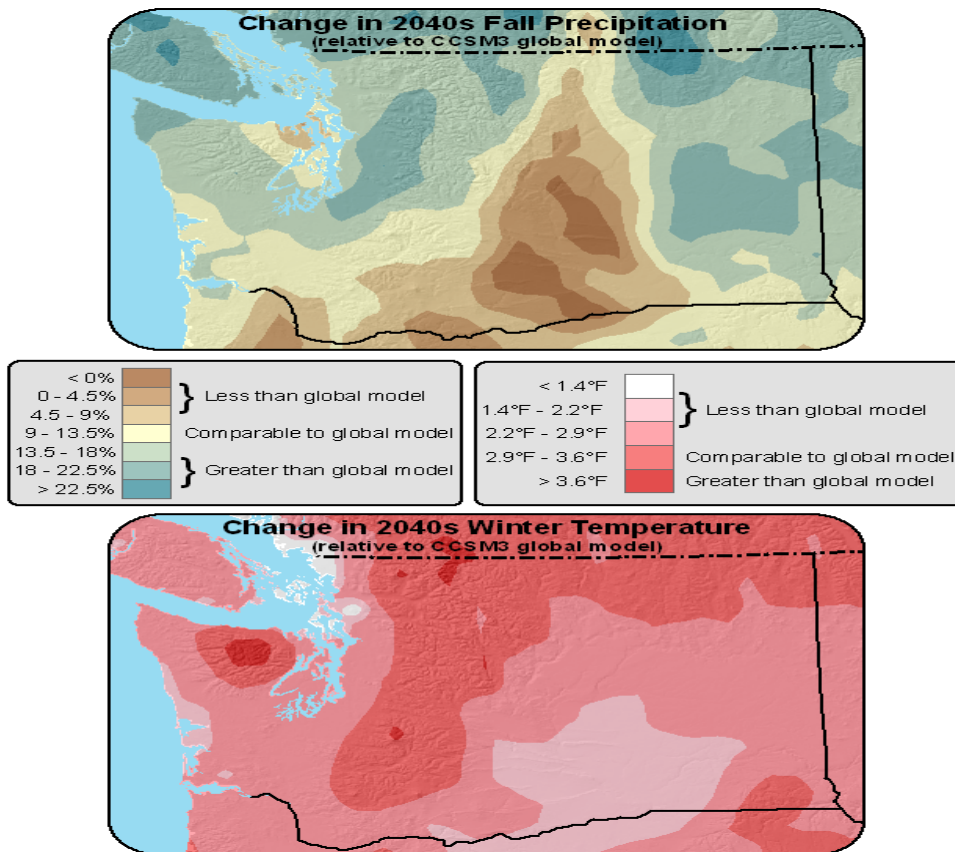 Change in 2040s Fall Precipitation
(relative to CCSM3 global model)
< 0%
0 - 4.5%
4.5 - 9%
9 - 13.5%
13.5 - 18%
18 - 22.5%
> 22.5%
} Less than global model
Comparable to global model
} Greater than global model
< 1.4°F
1.4°F - 2.2°F
2.2°F - 2.9°F
2.9°F - 3.6°F
> 3.6°F
} Less than global model
Comparable to global model
Greater than global model
Change in 2040s Winter Temperature
(relative to CCSM3 global model)